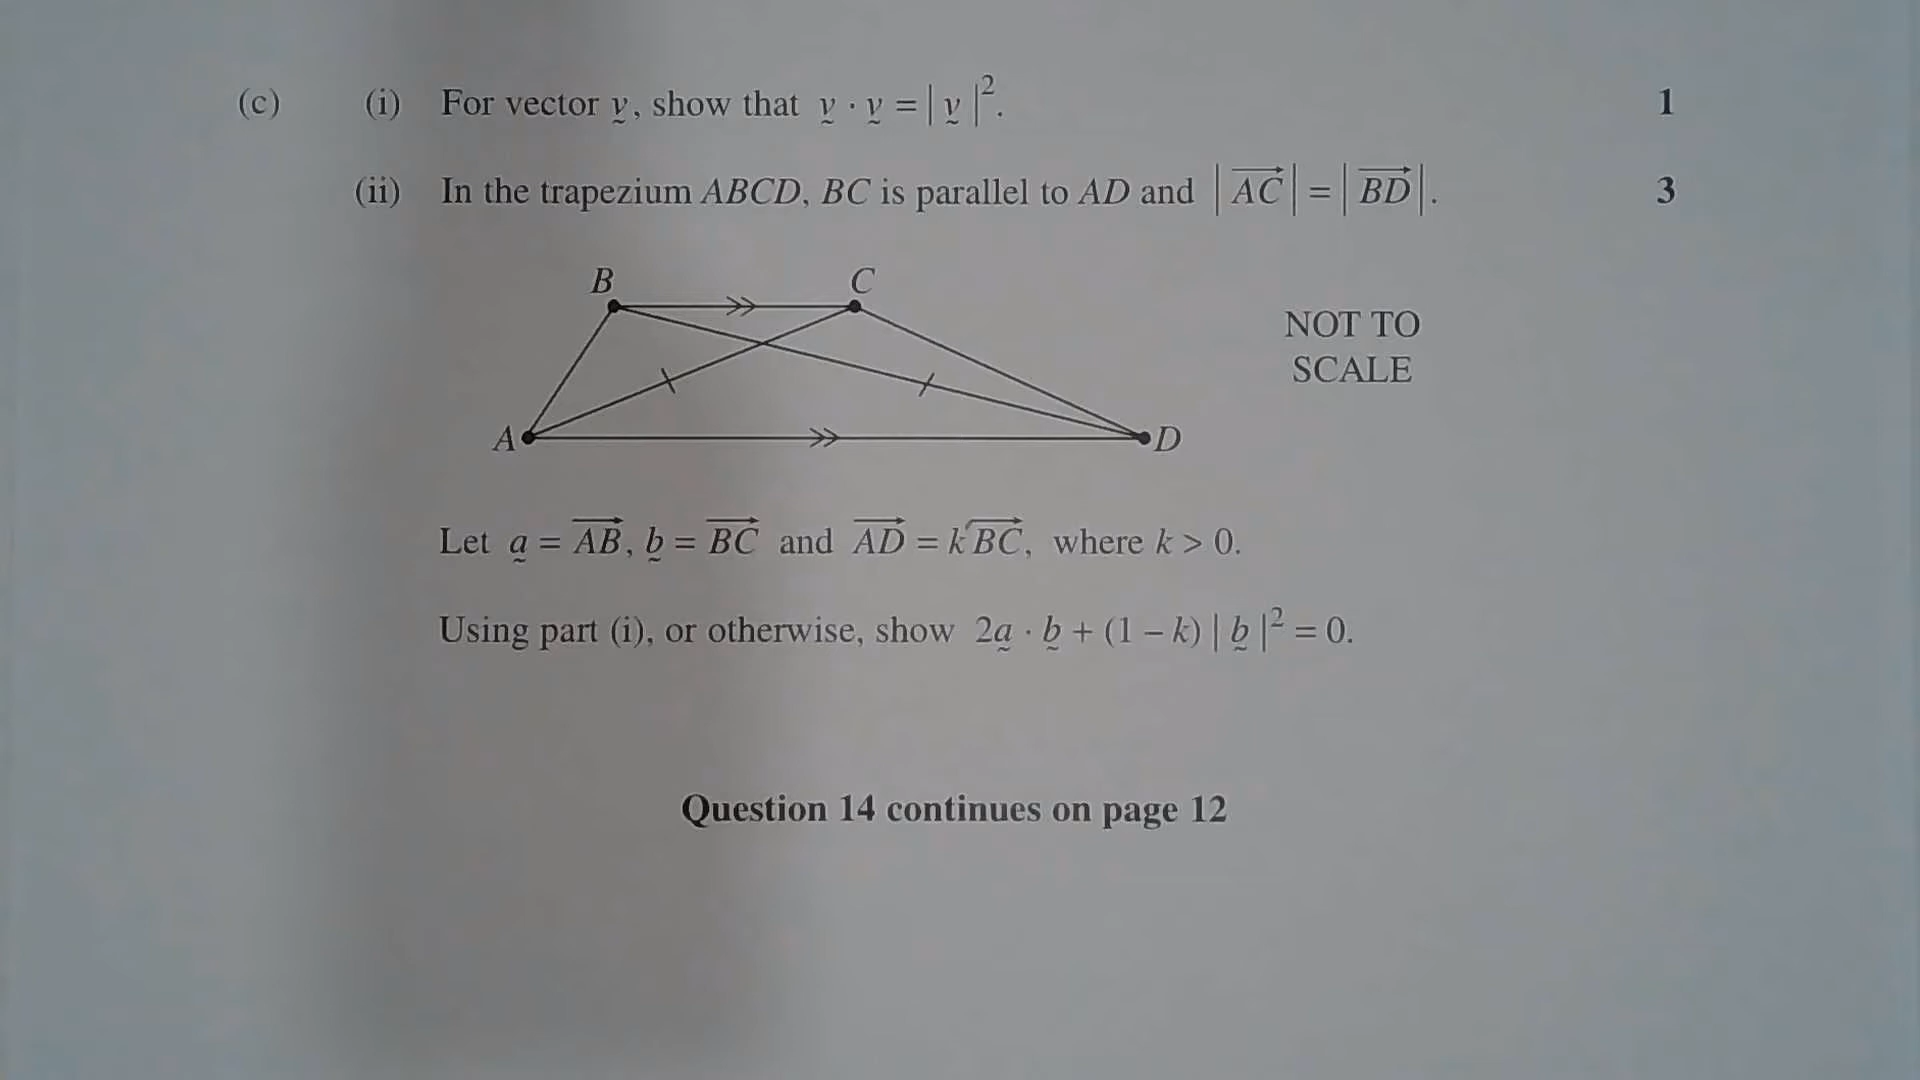 (c) (i) For vector v, show that v · v = | v |². 1
(ii) In the trapezium ABCD, BC is parallel to AD and | AC | = | BD |. 3
B C
NOT TO
SCALE
A D
Let a = AB, b = BC and AD = kBC, where k > 0.
Using part (i), or otherwise, show 2a · b + (1 – k) | b |² = 0.
Question 14 continues on page 12